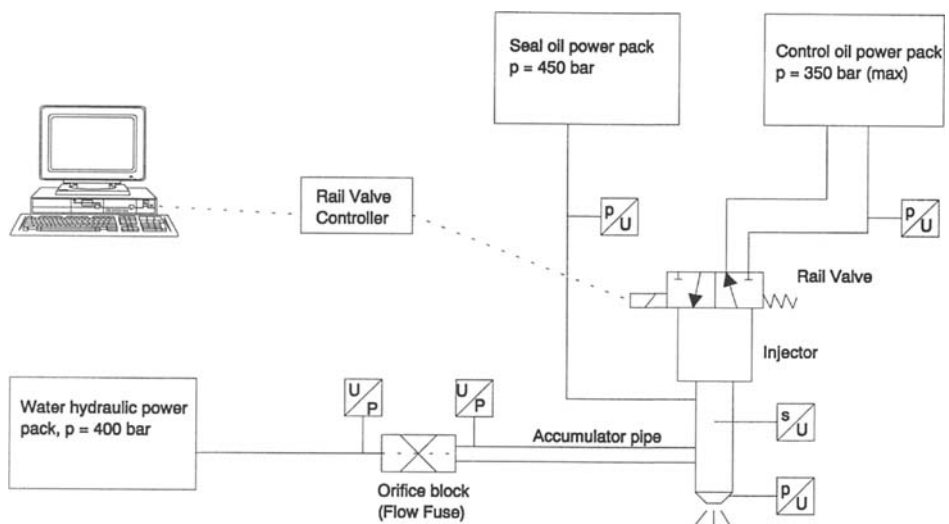 Seal oil power pack
p = 450 bar
Control oil power pack
p = 350 bar (max)
Rail Valve
Controller
p
U
p
U
Rail Valve
Injector
Water hydraulic power
pack, p = 400 bar
U
P
U
P
Accumulator pipe
s
U
Orifice block
(Flow Fuse)
p
U